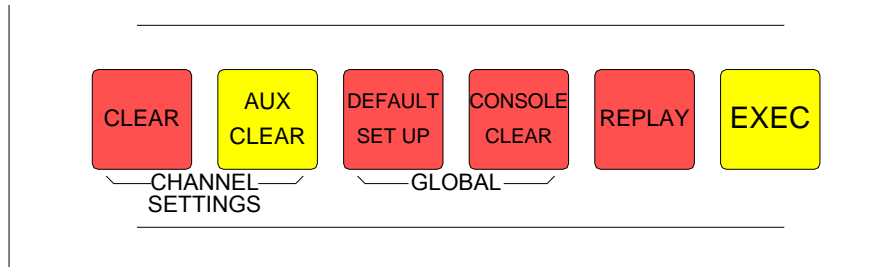 CLEAR
AUX
CLEAR
DEFAULT
SET UP
CONSOLE
CLEAR
REPLAY
EXEC
CHANNEL
SETTINGS
GLOBAL